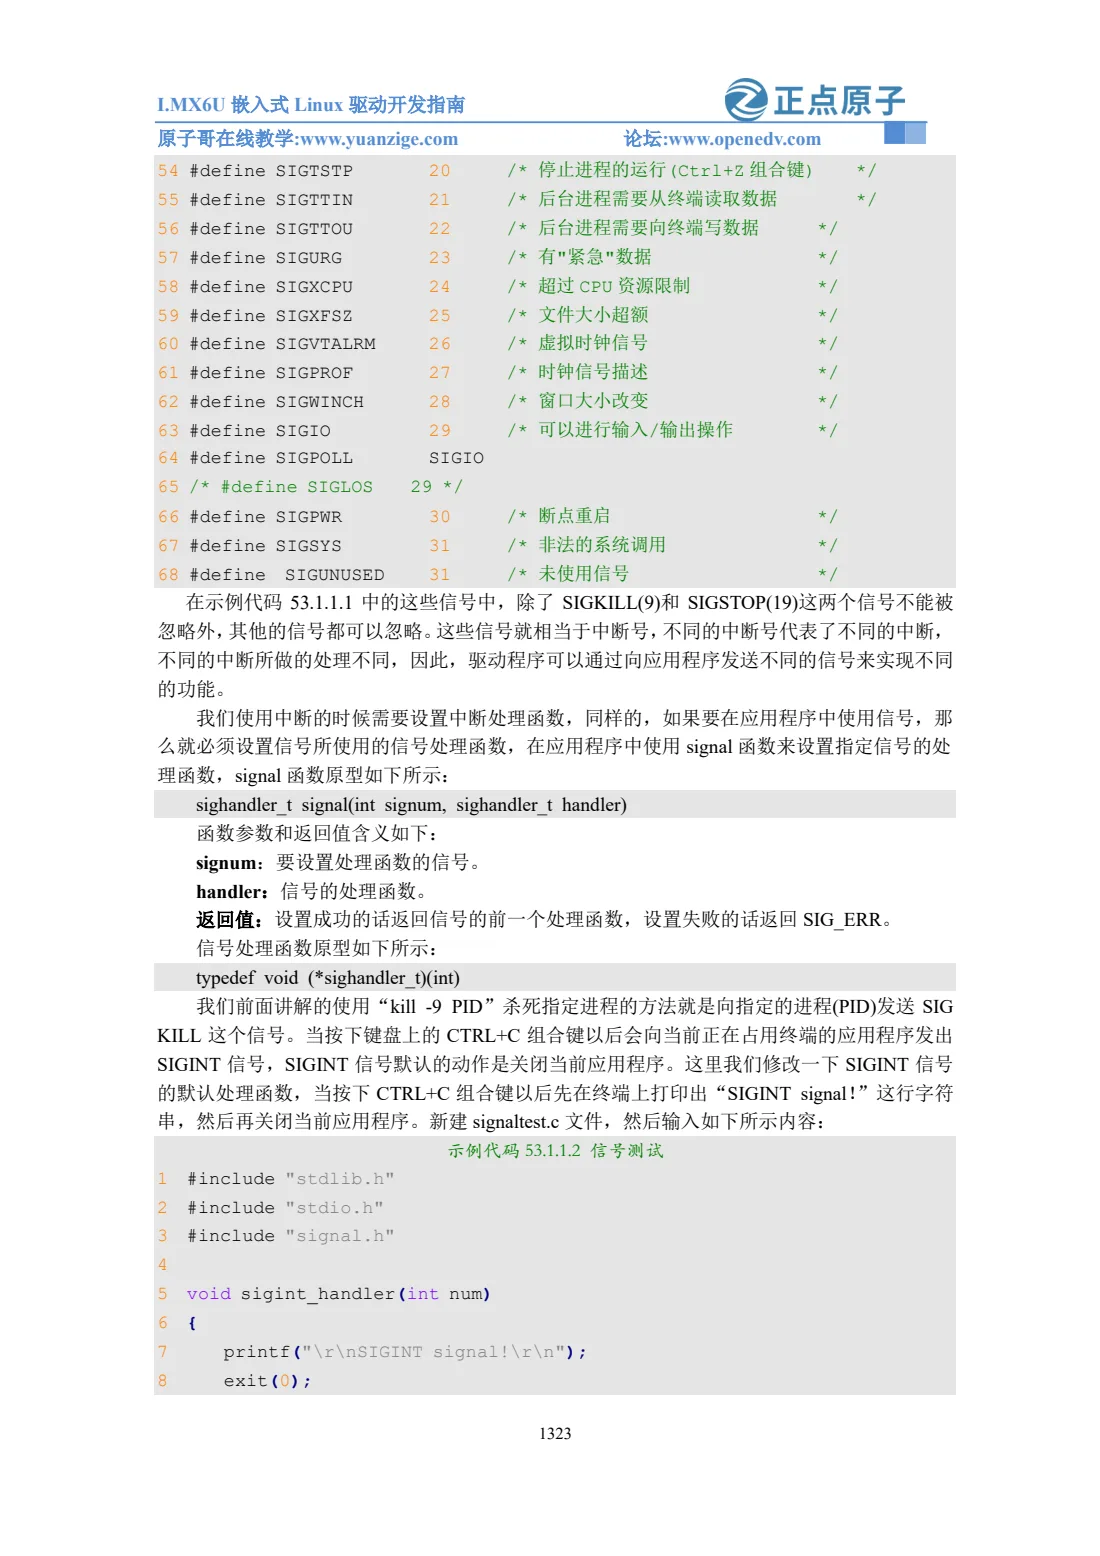 I.MX6U 嵌入式 Linux 驱动开发指南
正点原子
原子哥在线教学:www.yuanzige.com 论坛:www.openedv.com
54 #define SIGTSTP 20 /* 停止进程的运行(Ctrl+Z 组合键) */
55 #define SIGTTIN 21 /* 后台进程需要从终端读取数据 */
56 #define SIGTTOU 22 /* 后台进程需要向终端写数据 */
57 #define SIGURG 23 /* 有"紧急"数据 */
58 #define SIGXCPU 24 /* 超过 CPU 资源限制 */
59 #define SIGXFSZ 25 /* 文件大小超额 */
60 #define SIGVTALRM 26 /* 虚拟时钟信号 */
61 #define SIGPROF 27 /* 时钟信号描述 */
62 #define SIGWINCH 28 /* 窗口大小改变 */
63 #define SIGIO 29 /* 可以进行输入/输出操作 */
64 #define SIGPOLL SIGIO
65 /* #define SIGLOS 29 */
66 #define SIGPWR 30 /* 断点重启 */
67 #define SIGSYS 31 /* 非法的系统调用 */
68 #define SIGUNUSED 31 /* 未使用信号 */
在示例代码 53.1.1.1 中的这些信号中，除了 SIGKILL(9)和 SIGSTOP(19)这两个信号不能被
忽略外，其他的信号都可以忽略。这些信号就相当于中断号，不同的中断号代表了不同的中断，
不同的中断所做的处理不同，因此，驱动程序可以通过向应用程序发送不同的信号来实现不同
的功能。
我们使用中断的时候需要设置中断处理函数，同样的，如果要在应用程序中使用信号，那
么就必须设置信号所使用的信号处理函数，在应用程序中使用 signal 函数来设置指定信号的处
理函数，signal 函数原型如下所示：
sighandler_t signal(int signum, sighandler_t handler)
函数参数和返回值含义如下：
signum：要设置处理函数的信号。
handler：信号的处理函数。
返回值：设置成功的话返回信号的前一个处理函数，设置失败的话返回 SIG_ERR。
信号处理函数原型如下所示：
typedef void (*sighandler_t)(int)
我们前面讲解的使用“kill -9 PID”杀死指定进程的方法就是向指定的进程(PID)发送 SIG
KILL 这个信号。当按下键盘上的 CTRL+C 组合键以后会向当前正在占用终端的应用程序发出
SIGINT 信号，SIGINT 信号默认的动作是关闭当前应用程序。这里我们修改一下 SIGINT 信号
的默认处理函数，当按下 CTRL+C 组合键以后先在终端上打印出“SIGINT signal！”这行字符
串，然后再关闭当前应用程序。新建 signaltest.c 文件，然后输入如下所示内容：
示例代码 53.1.1.2 信号测试
1 #include "stdlib.h"
2 #include "stdio.h"
3 #include "signal.h"
4
5 void sigint_handler(int num)
6 {
7 printf("\r\nSIGINT signal!\r\n");
8 exit(0);
1323